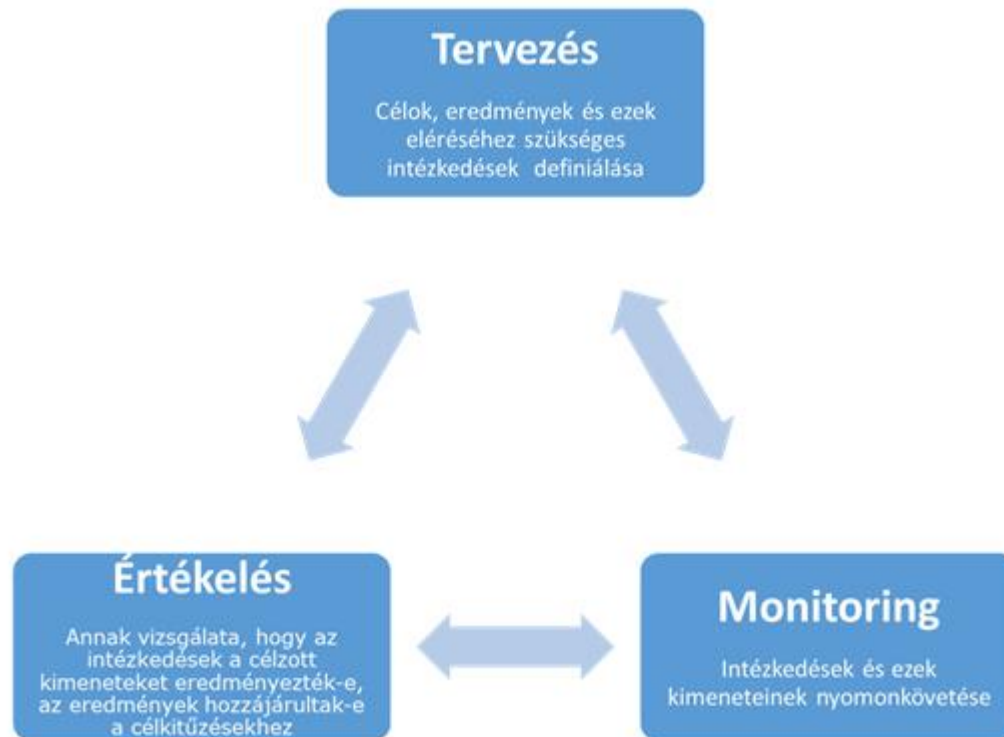 Tervezés
Célok, eredmények és ezek
eléréséhez szükséges
intézkedések definiálása
Értékelés
Annak vizsgálata, hogy az
intézkedések a célzott
kimeneteket eredményezték-e,
az eredmények hozzájárultak-e
a célkitűzésekhez
Monitoring
Intézkedések és ezek
kimeneteinek nyomonkövetése